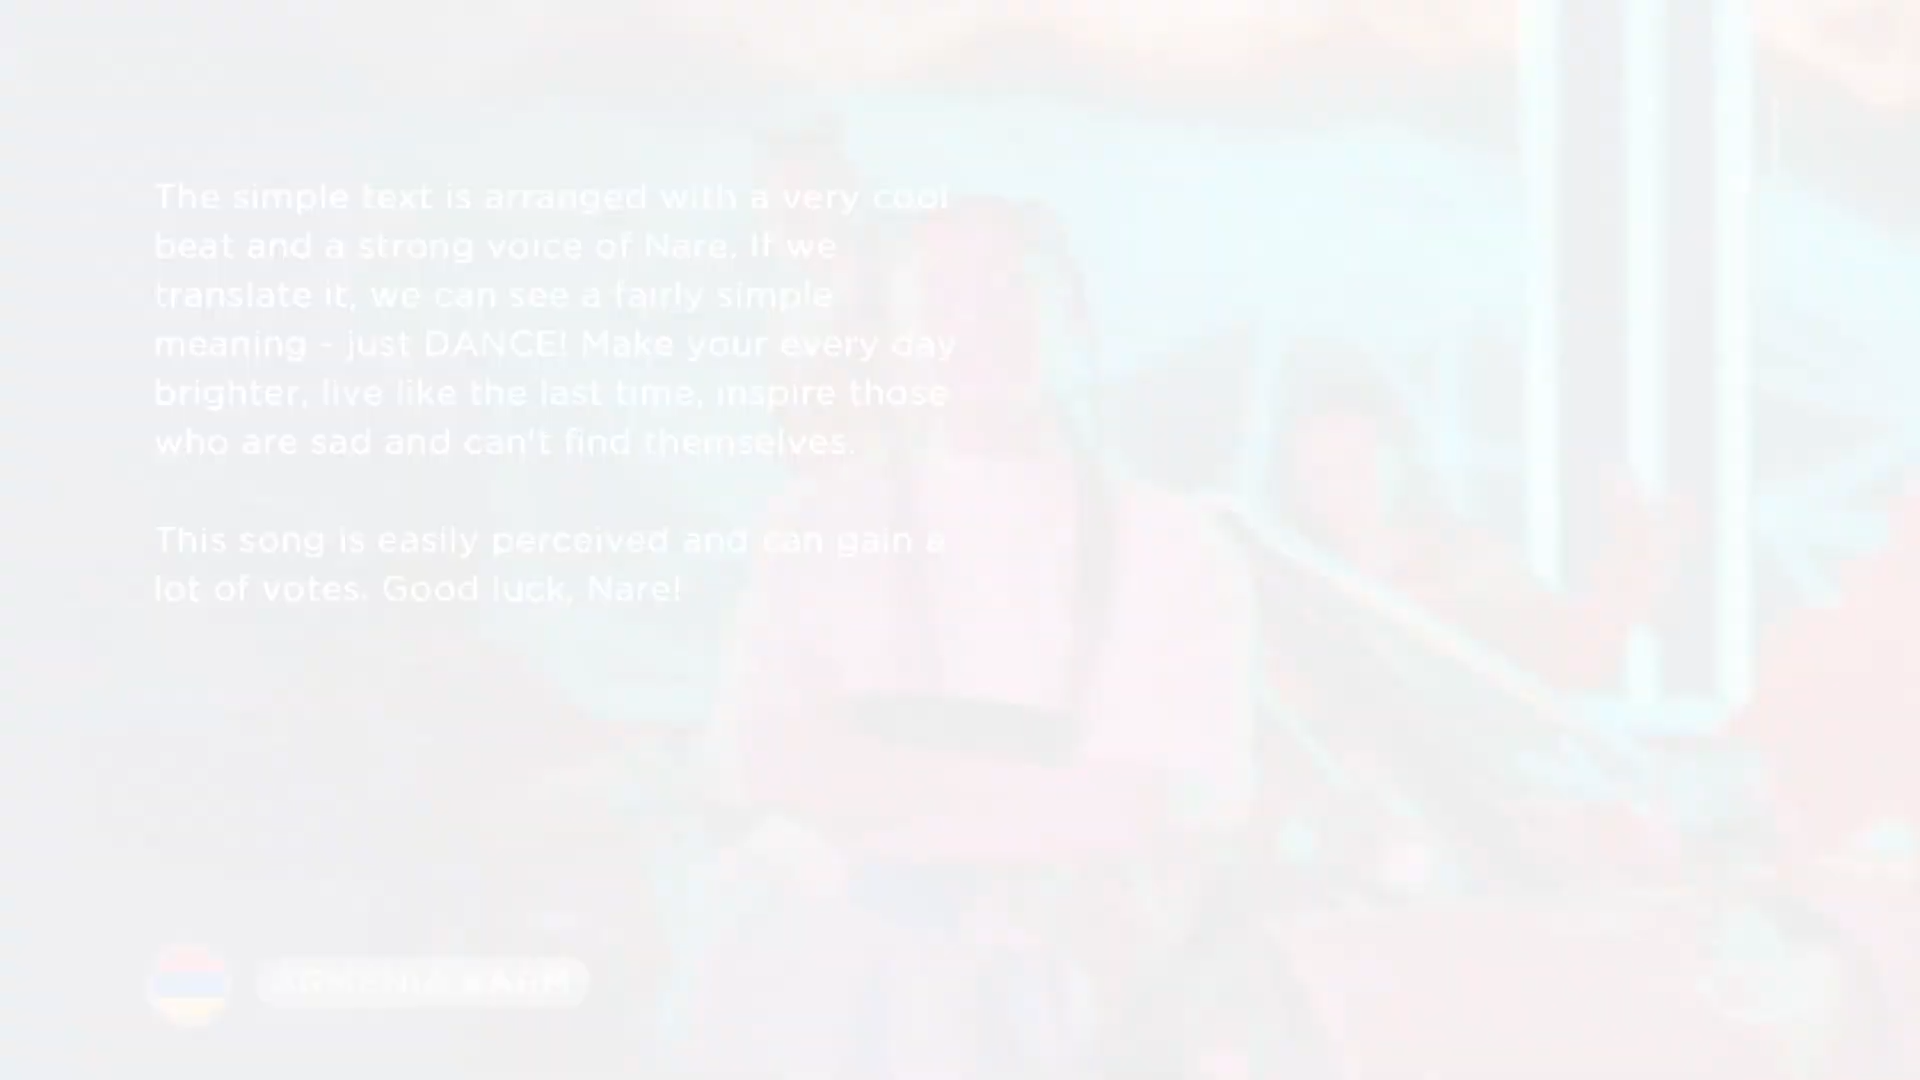 The simple text is arranged with a very cool
beat and a strong voice of Nare. If we
translate it, we can see a fairly simple
meaning - just DANCE! Make your every day
brighter, live like the last time, inspire those
who are sad and can't find themselves.
This song is easily perceived and can gain a
lot of votes. Good luck, Nare!
ARMENIA #ARM